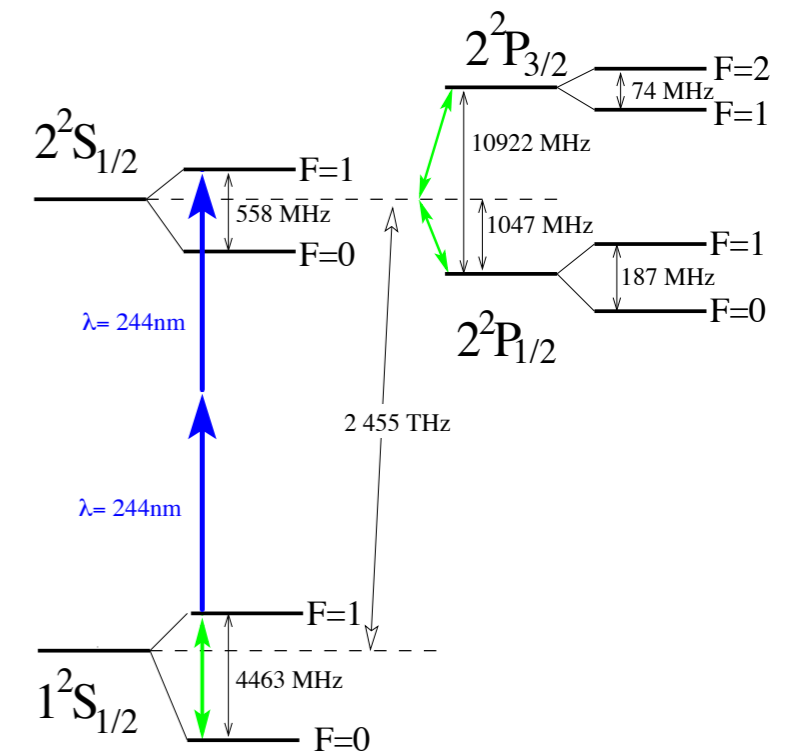 2²P3/2
F=2
74 MHz
F=1
10922 MHz
2²S1/2
F=1
558 MHz
F=0
1047 MHz
F=1
187 MHz
F=0
2²P1/2
λ= 244nm
2 455 THz
λ= 244nm
F=1
4463 MHz
1²S1/2
F=0